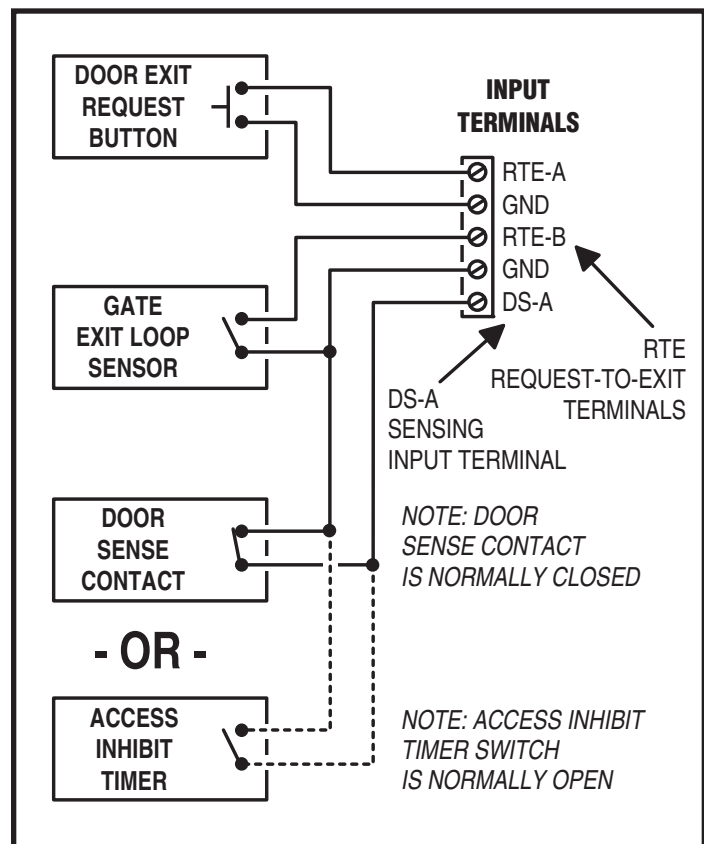 DOOR EXIT
REQUEST
BUTTON
INPUT
TERMINALS
RTE-A
GND
RTE-B
GND
DS-A
GATE
EXIT LOOP
SENSOR
RTE
REQUEST-TO-EXIT
TERMINALS
DS-A
SENSING
INPUT TERMINAL
DOOR
SENSE
CONTACT
NOTE: DOOR
SENSE CONTACT
IS NORMALLY CLOSED
- OR -
ACCESS
INHIBIT
TIMER
NOTE: ACCESS INHIBIT
TIMER SWITCH
IS NORMALLY OPEN